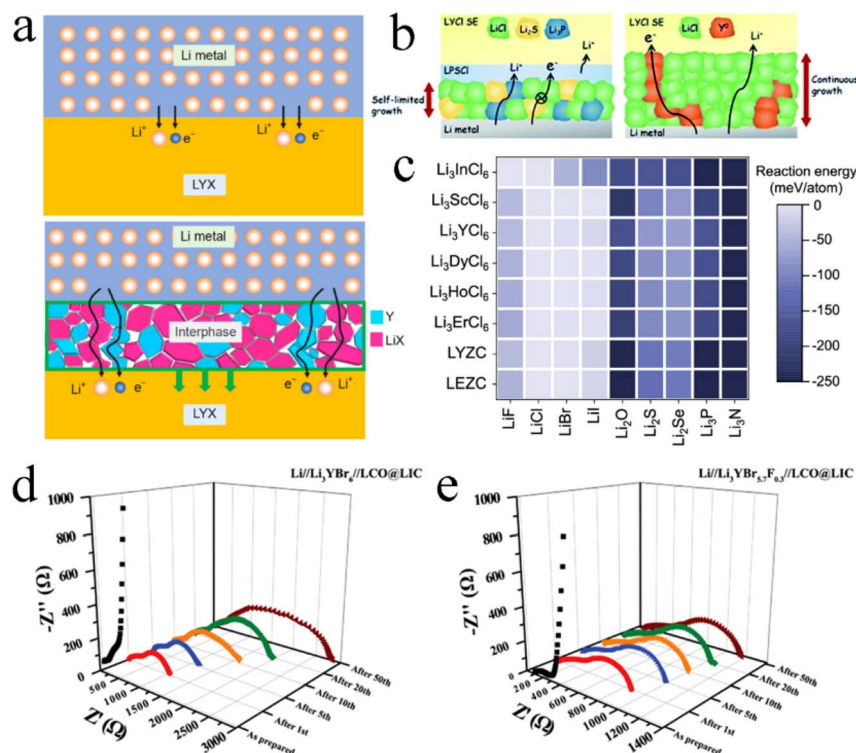 a
Li metal
Li⁺
e⁻
Li⁺
e⁻
LYX
Li metal
Interphase
Y
LiX
Li⁺
e⁻
e⁻
Li⁺
LYX
b
LYCl SE
LiCl
Li₂S
Li₃P
Li⁺
LPSCl
Li⁺
e⁻
Self-limited
growth
Li metal
LYCl SE
LiCl
Y⁰
e⁻
Li⁺
Continuous
growth
Li metal
c
Li₃InCl₆
Li₃ScCl₆
Li₃YCl₆
Li₃DyCl₆
Li₃HoCl₆
Li₃ErCl₆
LYZC
LEZC
LiF
LiCl
LiBr
LiI
Li₂O
Li₂S
Li₂Se
Li₃P
Li₃N
Reaction energy
(meV/atom)
0
-50
-100
-150
-200
-250
d
Li//Li₃YBr₆//LCO@LIC
1000
800
600
400
200
0
-Z'' (Ω)
500
1000
1500
2000
2500
3000
Z' (Ω)
As prepared
After 1st
After 5th
After 10th
After 20th
After 50th
e
Li//Li₃YBr₅.₇F₀.₃//LCO@LIC
1000
800
600
400
200
0
-Z'' (Ω)
200
400
600
800
1000
1200
1400
Z' (Ω)
As prepared
After 1st
After 5th
After 10th
After 20th
After 50th